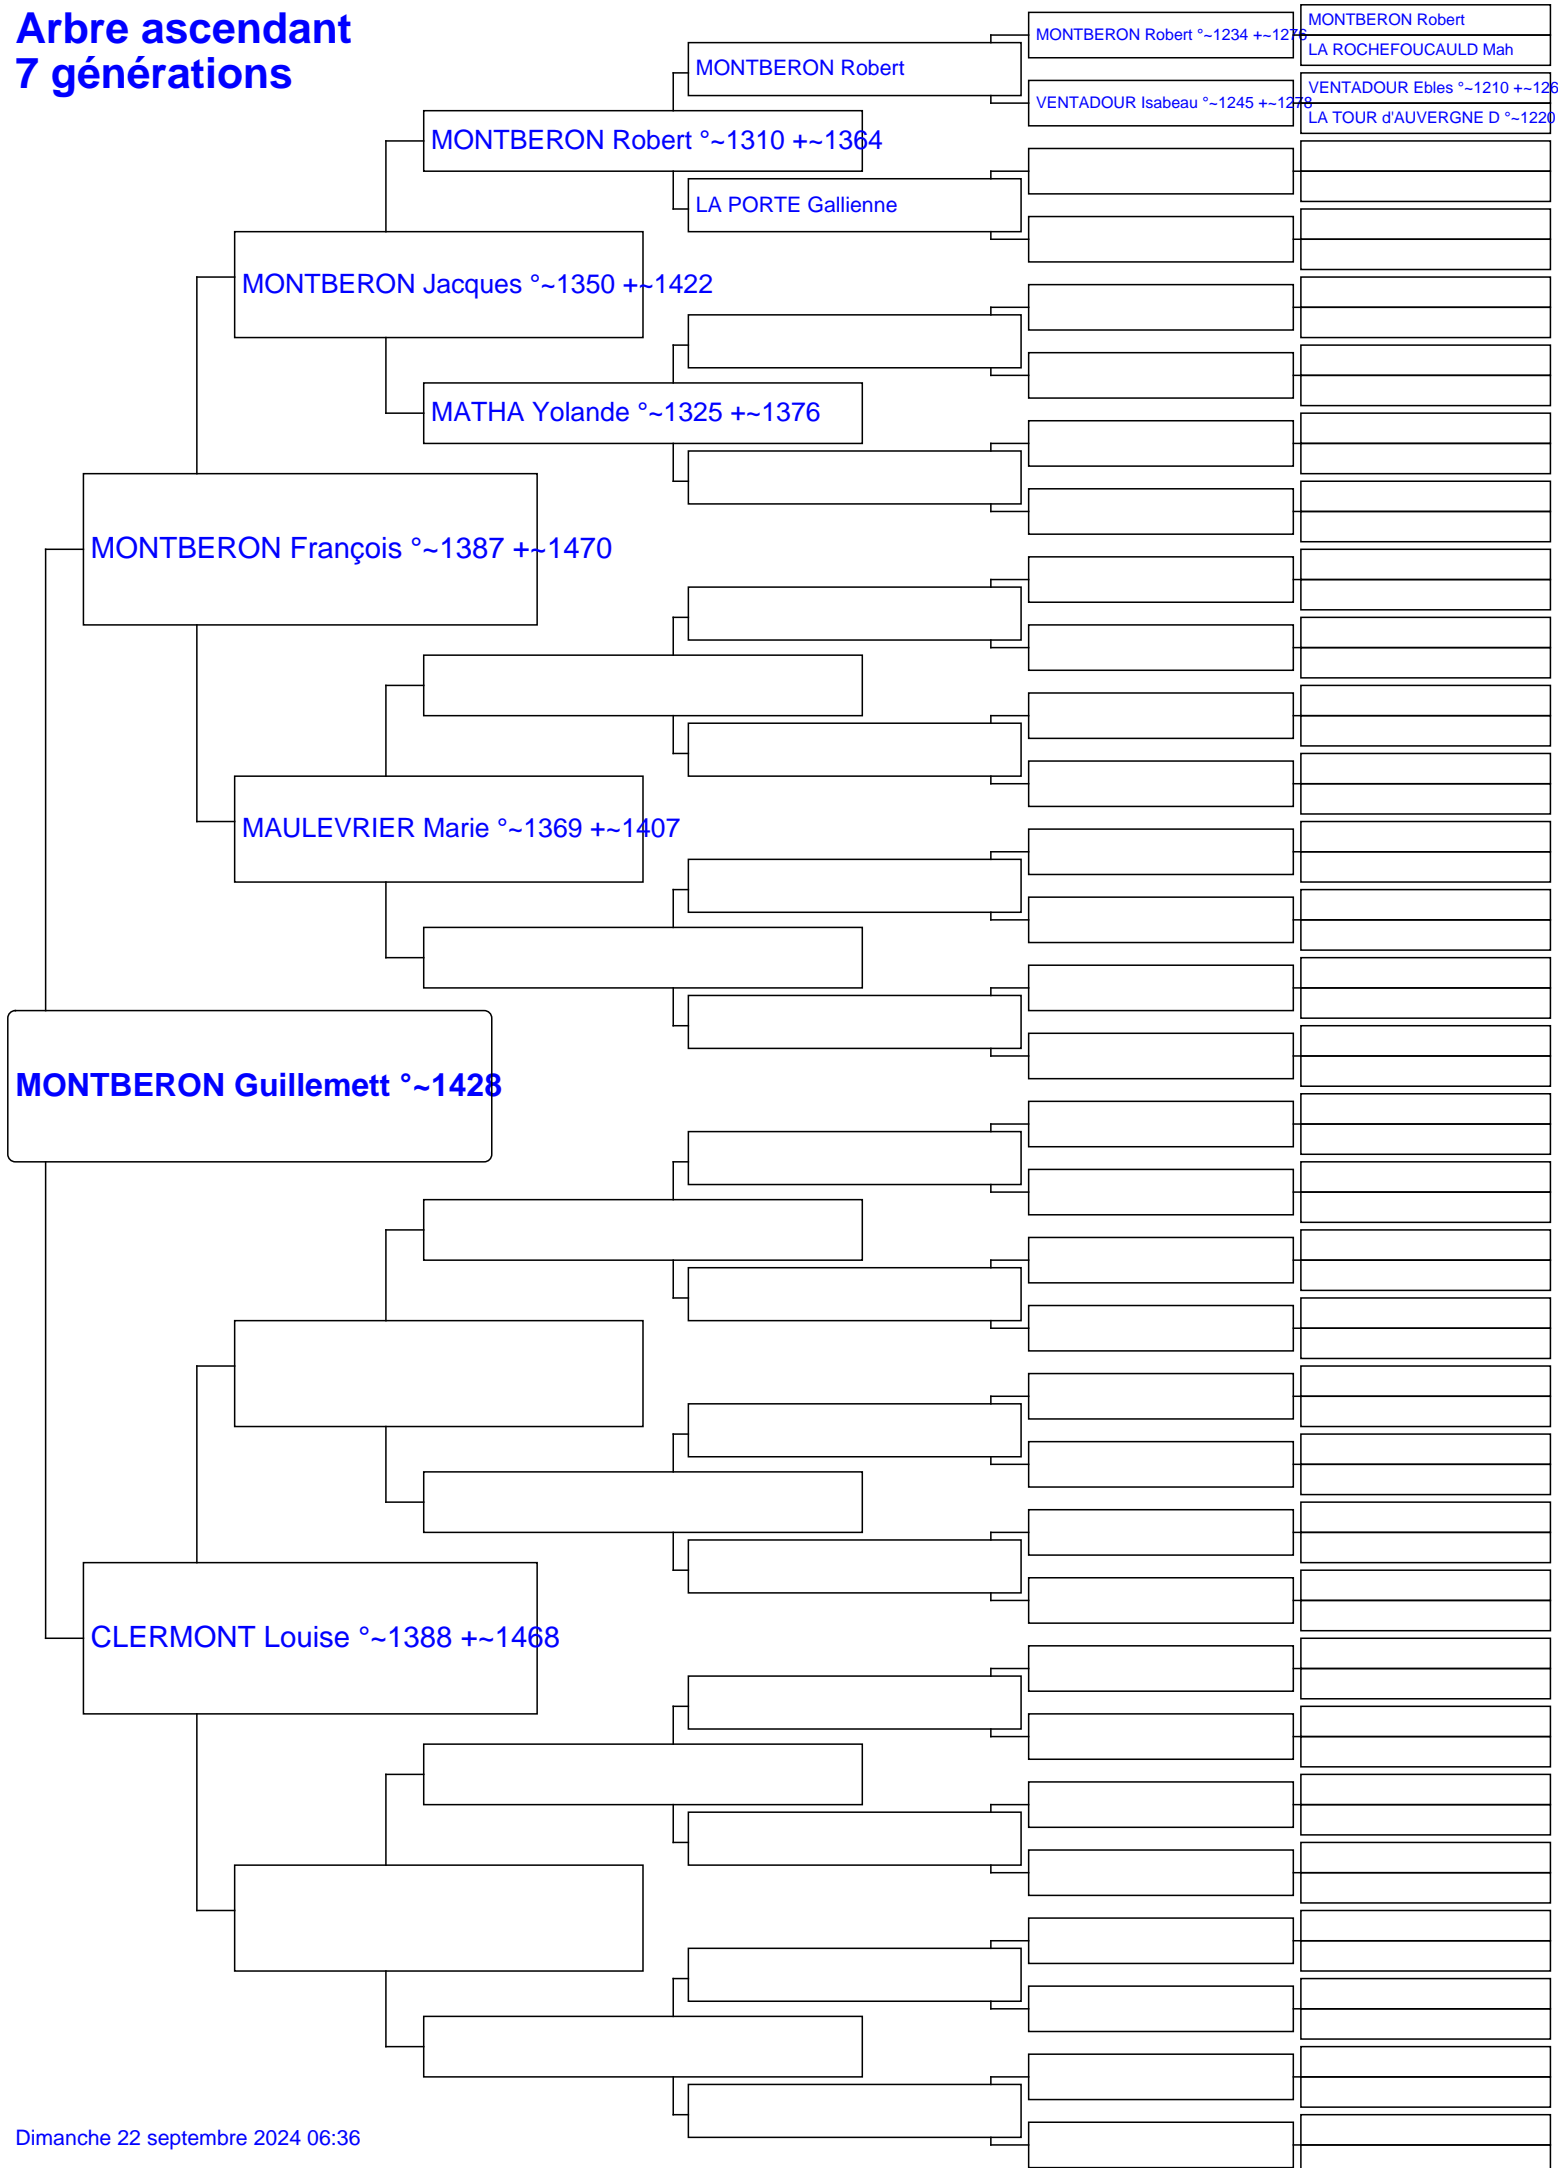 Arbre ascendant
7 générations
MONTBERON Robert
LA ROCHEFOUCAULD Mah
MONTBERON Robert °~1234 +~1276
MONTBERON Robert
VENTADOUR Ebles °~1210 +~126
VENTADOUR Isabeau °~1245 +~1278
LA TOUR d'AUVERGNE D °~1220
MONTBERON Robert °~1310 +~1364
LA PORTE Gallienne
MONTBERON Jacques °~1350 +~1422
MATHA Yolande °~1325 +~1376
MONTBERON François °~1387 +~1470
MAULEVRIER Marie °~1369 +~1407
MONTBERON Guillemett °~1428
CLERMONT Louise °~1388 +~1468
Dimanche 22 septembre 2024 06:36